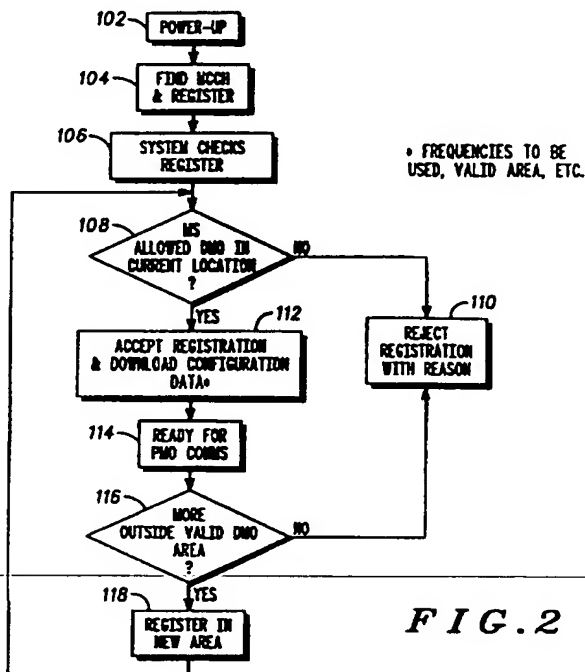 102
POWER-UP
104
FIND MCCH
& REGISTER
106
SYSTEM CHECKS
REGISTER
* FREQUENCIES TO BE
USED, VALID AREA, ETC.
108
MS
ALLOWED DMO IN
CURRENT LOCATION
?
NO
YES
112
ACCEPT REGISTRATION
& DOWNLOAD CONFIGURATION
DATA*
110
REJECT
REGISTRATION
WITH REASON
114
READY FOR
PMO COMMS
116
MORE
OUTSIDE VALID DMO
AREA
?
NO
YES
118
REGISTER IN
NEW AREA
FIG.2